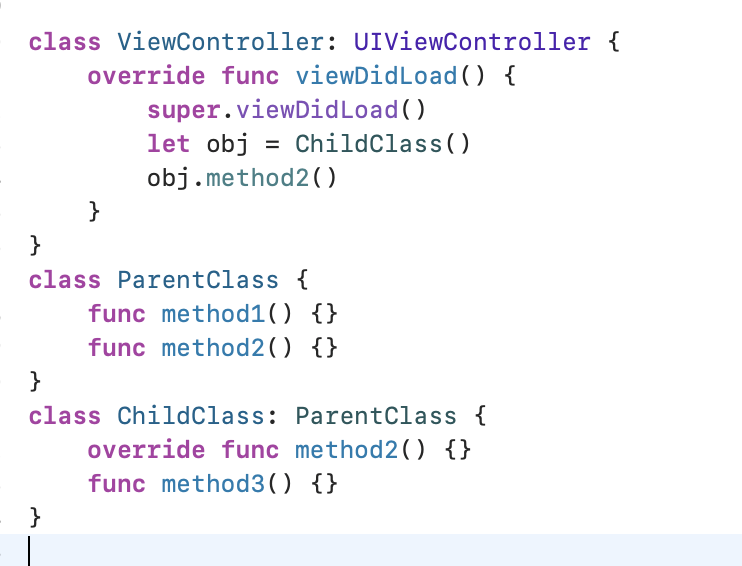 class ViewController: UIViewController {
    override func viewDidLoad() {
        super.viewDidLoad()
        let obj = ChildClass()
        obj.method2()
    }
}
class ParentClass {
    func method1() {}
    func method2() {}
}
class ChildClass: ParentClass {
    override func method2() {}
    func method3() {}
}